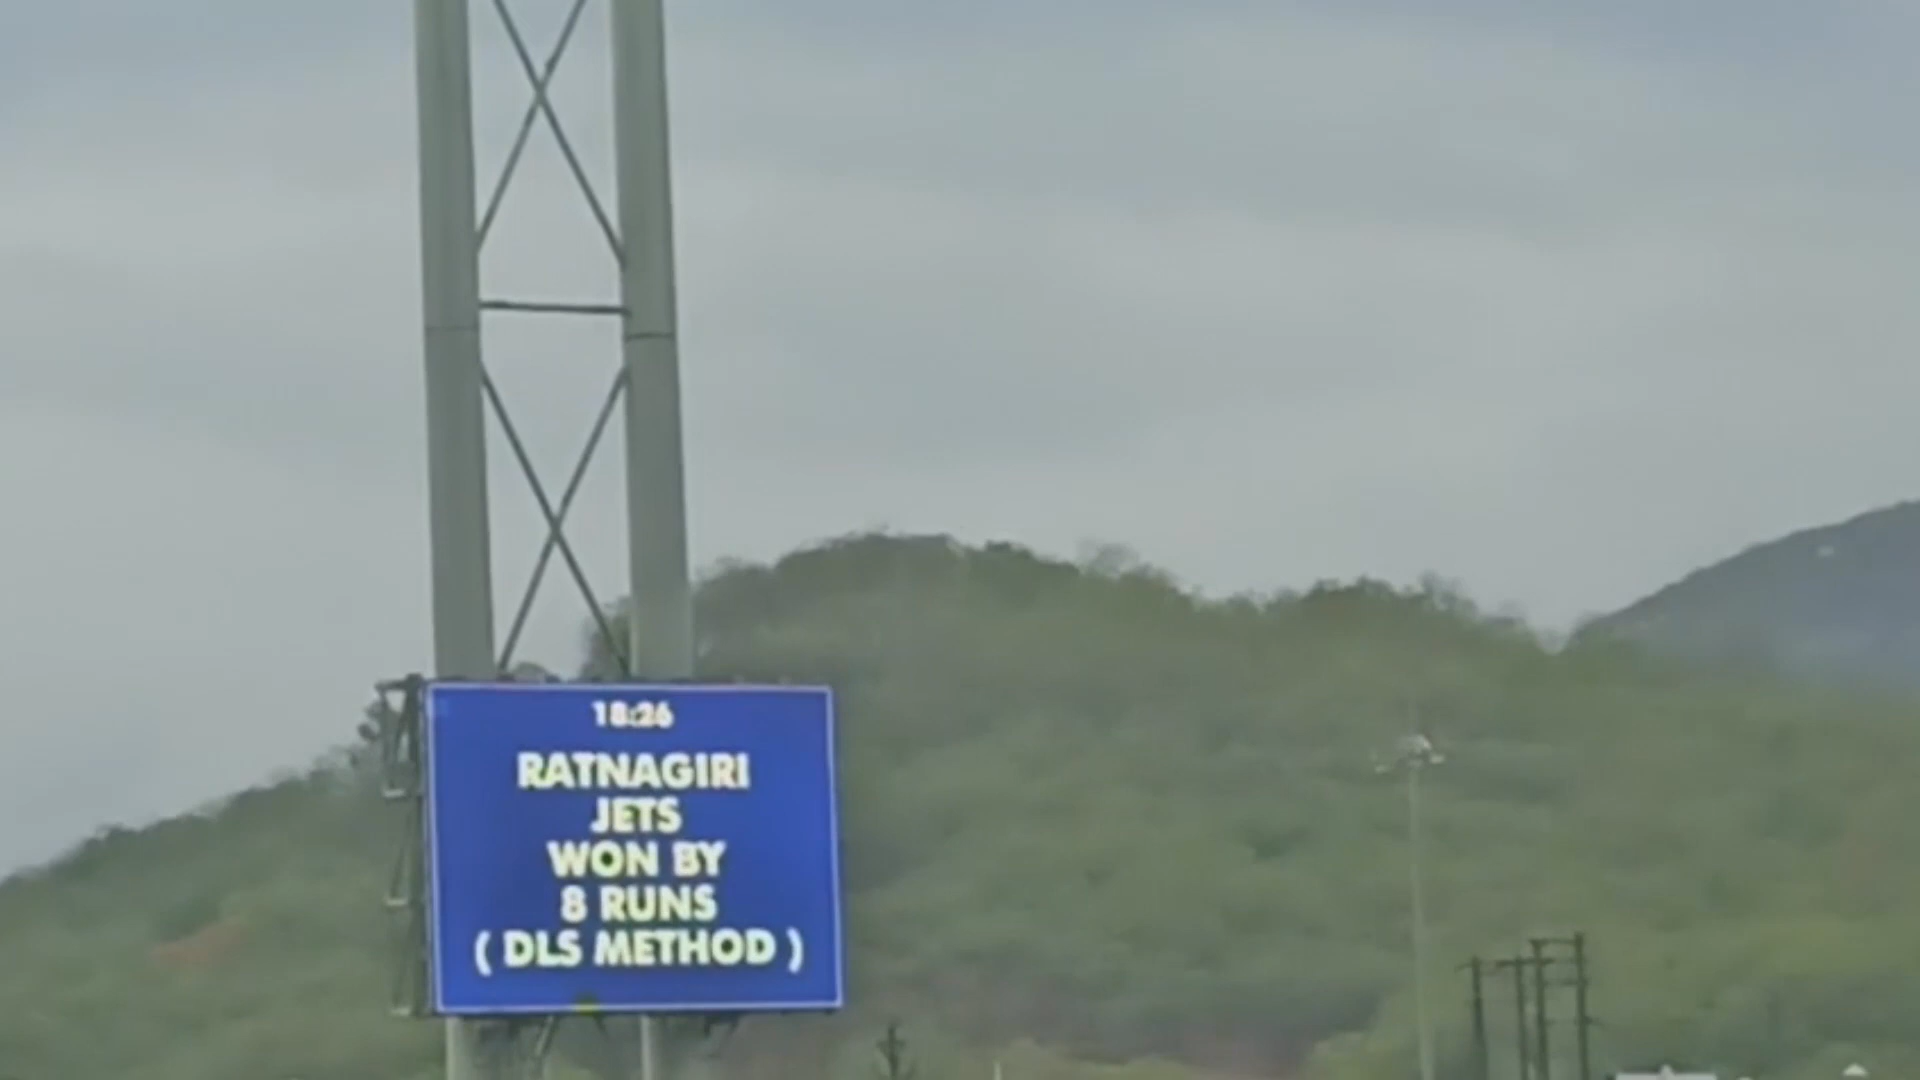 18:26
RATNAGIRI
JETS
WON BY
8 RUNS
( DLS METHOD )